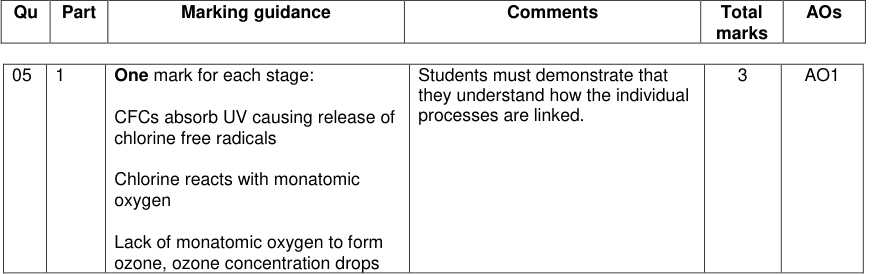 Qu Part Marking guidance Comments Total marks AOs
05 1 One mark for each stage: Students must demonstrate that they understand how the individual processes are linked. 3 AO1
CFCs absorb UV causing release of
chlorine free radicals
Chlorine reacts with monatomic
oxygen
Lack of monatomic oxygen to form
ozone, ozone concentration drops